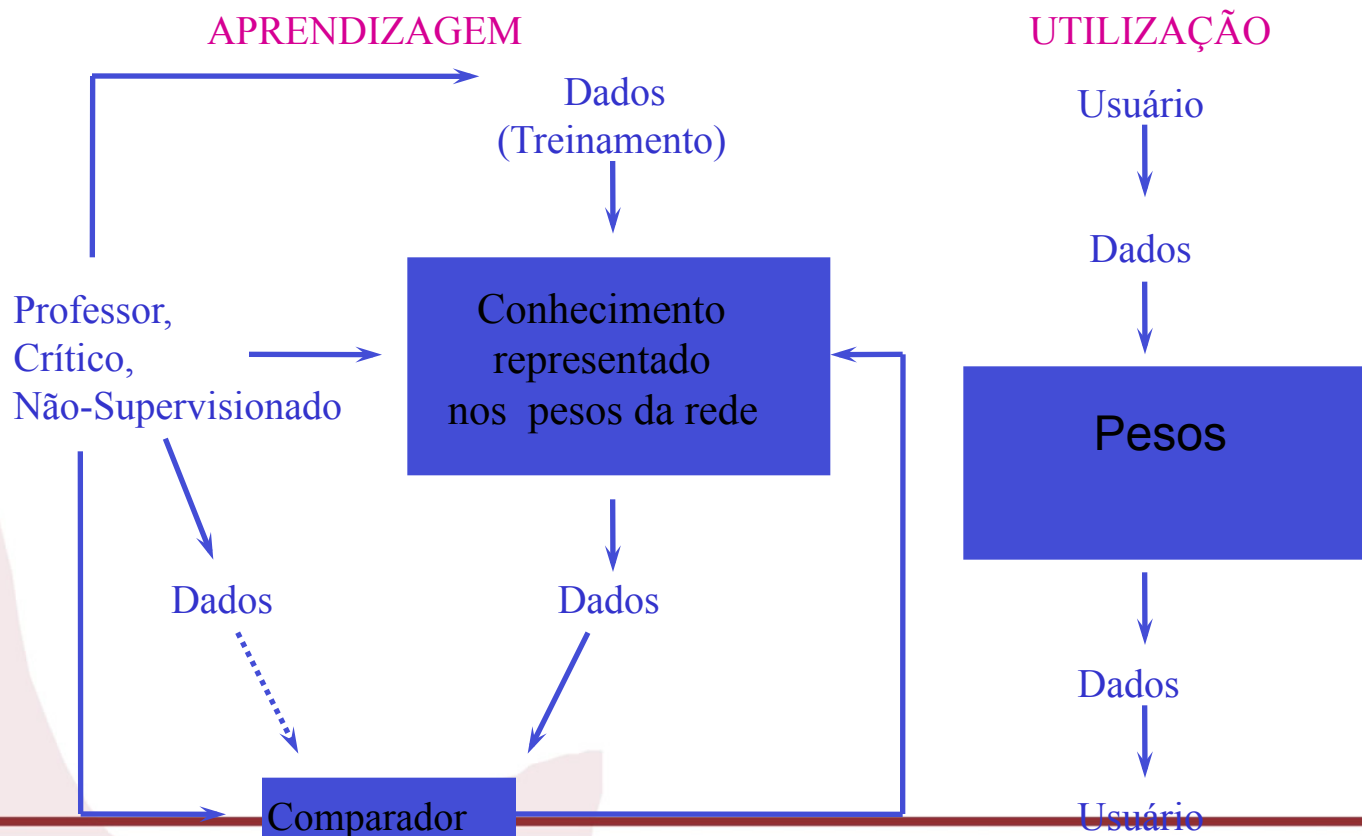 APRENDIZAGEM
UTILIZAÇÃO
Dados
(Treinamento)
Usuário
Dados
Professor,
Crítico,
Não-Supervisionado
Conhecimento
representado
nos pesos da rede
Pesos
Dados
Dados
Dados
Comparador
Usuário